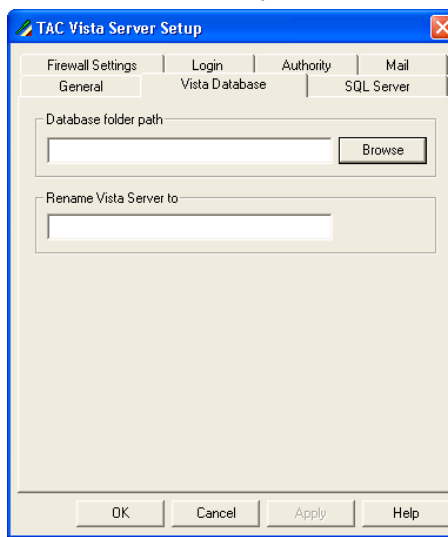 TAC Vista Server Setup
Firewall Settings Login Authority Mail
General Vista Database SQL Server
Database folder path
Browse
Rename Vista Server to
OK Cancel Apply Help